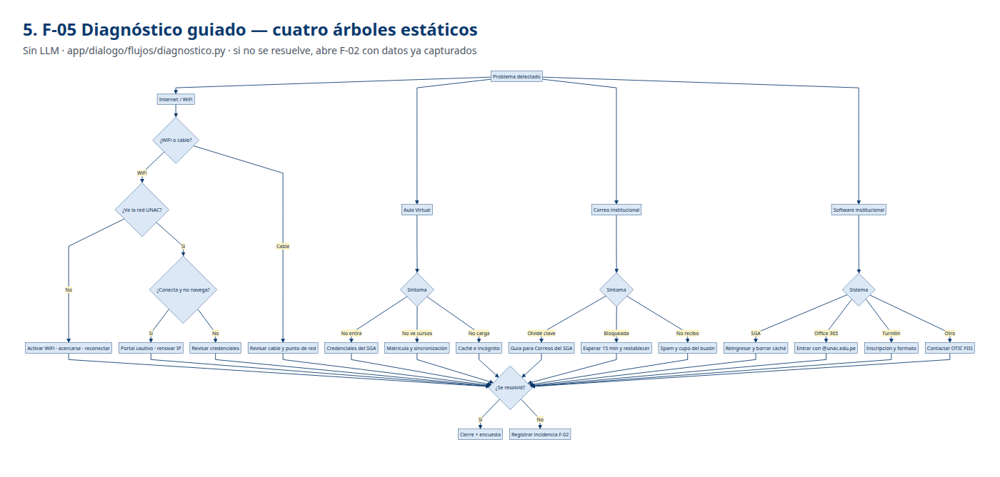 5. F-05 Diagnóstico guiado — cuatro árboles estáticos
Sin LLM · app/dialogo/flujos/diagnostico.py · si no se resuelve, abre F-02 con datos ya capturados
Problema detectado
Internet / WiFi
¿WiFi o cable?
WiFi
¿Ve la red UNAC?
Aula Virtual
Correo institucional
Software institucional
Sí
Cable
No
¿Conecta y no navega?
Síntoma
Síntoma
Sistema
Sí
No
No entra
No ve cursos
No carga
Olvidé clave
Bloqueada
No recibo
SGA
Office 365
Turnitin
Otro
Activar WiFi · acercarse · reconectar
Portal cautivo · renovar IP
Revisar credenciales
Revisar cable y punto de red
Credenciales del SGA
Matrícula y sincronización
Caché e incógnito
Guía para Correos del SGA
Esperar 15 min y restablecer
Spam y cupo del buzón
Reingresar y borrar caché
Entrar con @unac.edu.pe
Inscripción y formato
Contactar OTIC FIIS
¿Se resolvió?
Sí
No
Cierre + encuesta
Registrar incidencia F-02